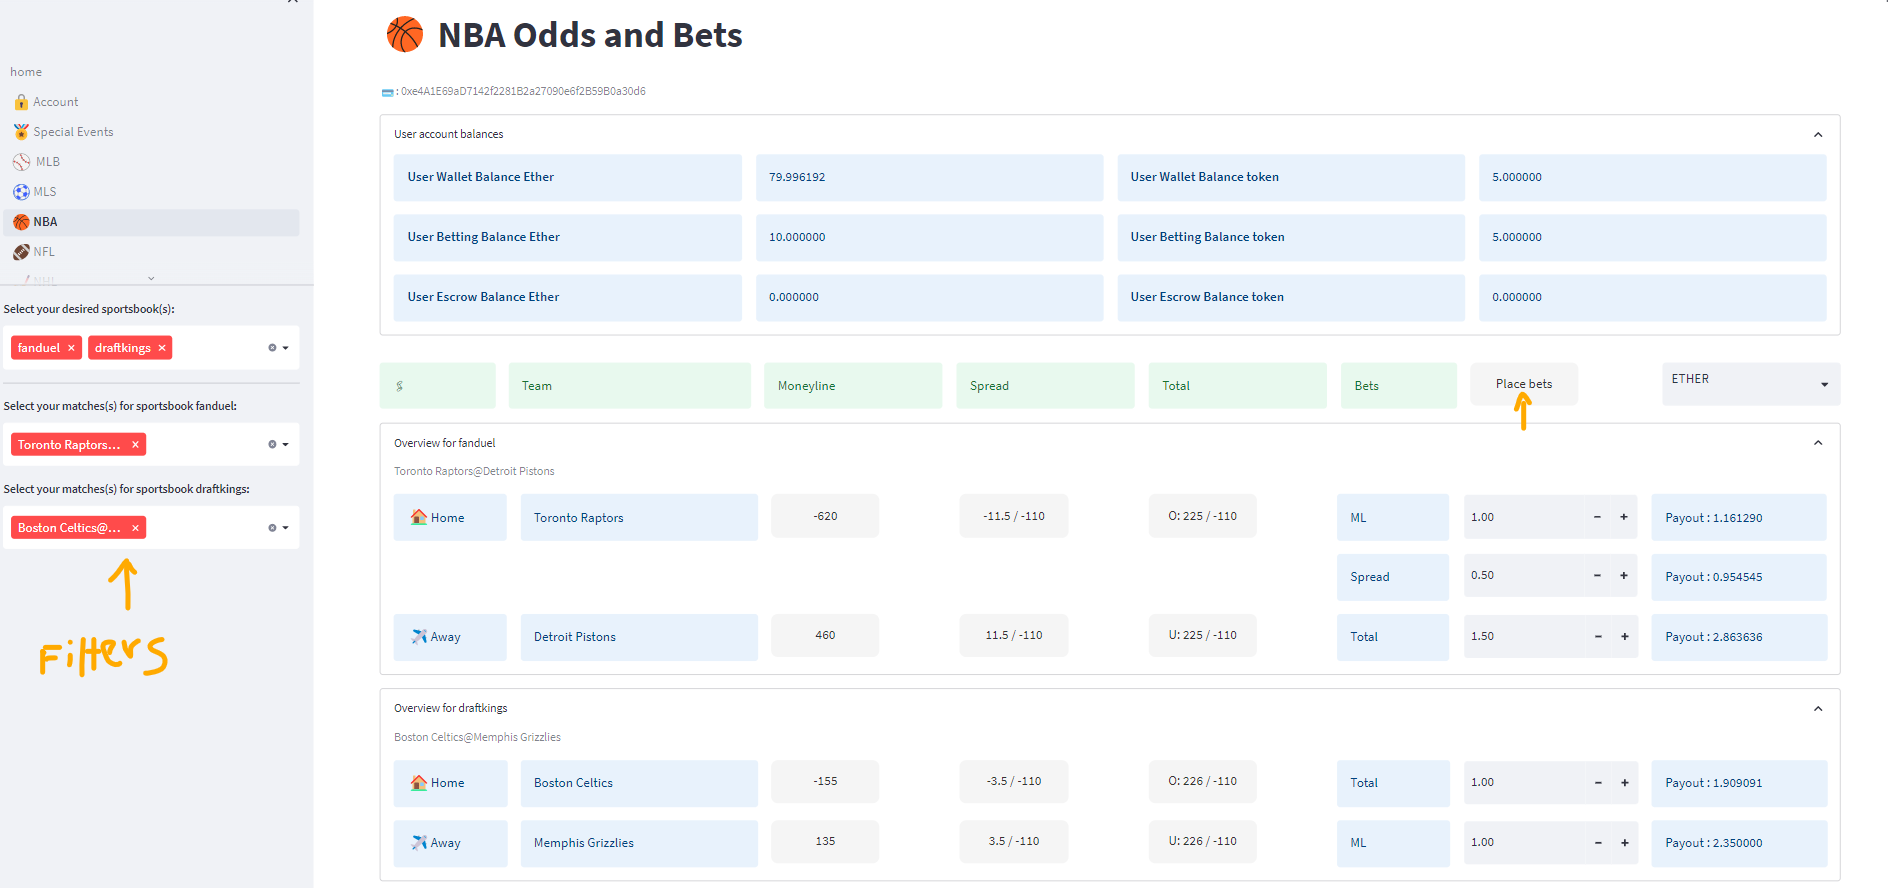 home
Account
Special Events
MLB
MLS
NBA
NFL
NHL
Select your desired sportsbook(s):
fanduel × draftkings ×
Select your matches(s) for sportsbook fanduel:
Toronto Raptors... ×
Select your matches(s) for sportsbook draftkings:
Boston Celtics@... ×
Filters
NBA Odds and Bets
: 0xe4A1E69aD7142f2281B2a27090e6f2B59B0a30d6
User account balances
User Wallet Balance Ether 79.996192 User Wallet Balance token 5.000000
User Betting Balance Ether 10.000000 User Betting Balance token 5.000000
User Escrow Balance Ether 0.000000 User Escrow Balance token 0.000000
Team Moneyline Spread Total Bets Place bets ETHER
Overview for fanduel
Toronto Raptors@Detroit Pistons
Home Toronto Raptors -620 -11.5 / -110 O: 225 / -110 ML 1.00 - + Payout : 1.161290
Spread 0.50 - + Payout : 0.954545
Away Detroit Pistons 460 11.5 / -110 U: 225 / -110 Total 1.50 - + Payout : 2.863636
Overview for draftkings
Boston Celtics@Memphis Grizzlies
Home Boston Celtics -155 -3.5 / -110 O: 226 / -110 Total 1.00 - + Payout : 1.909091
Away Memphis Grizzlies 135 3.5 / -110 U: 226 / -110 ML 1.00 - + Payout : 2.350000